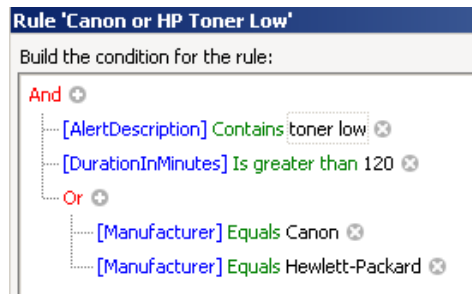 Rule 'Canon or HP Toner Low'
Build the condition for the rule:
And
[AlertDescription] Contains toner low
[DurationInMinutes] Is greater than 120
Or
[Manufacturer] Equals Canon
[Manufacturer] Equals Hewlett-Packard